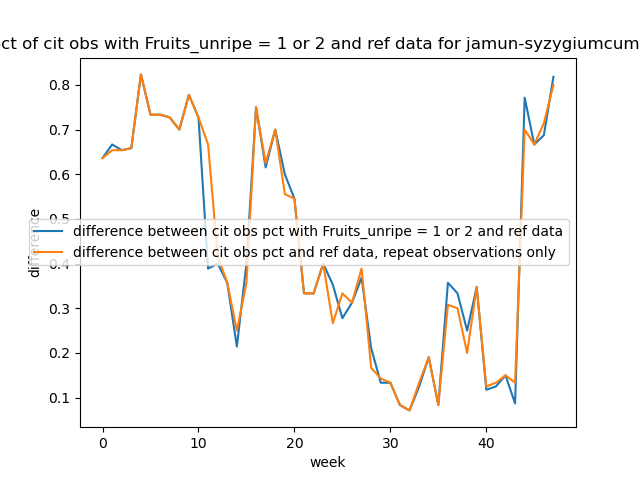 ct of cit obs with Fruits_unripe = 1 or 2 and ref data for jamun-syzygiumcum
0.8
0.7
0.6
0.5
0.4
0.3
0.2
0.1
difference
difference between cit obs pct with Fruits_unripe = 1 or 2 and ref data
difference between cit obs pct and ref data, repeat observations only
0 10 20 30 40
week